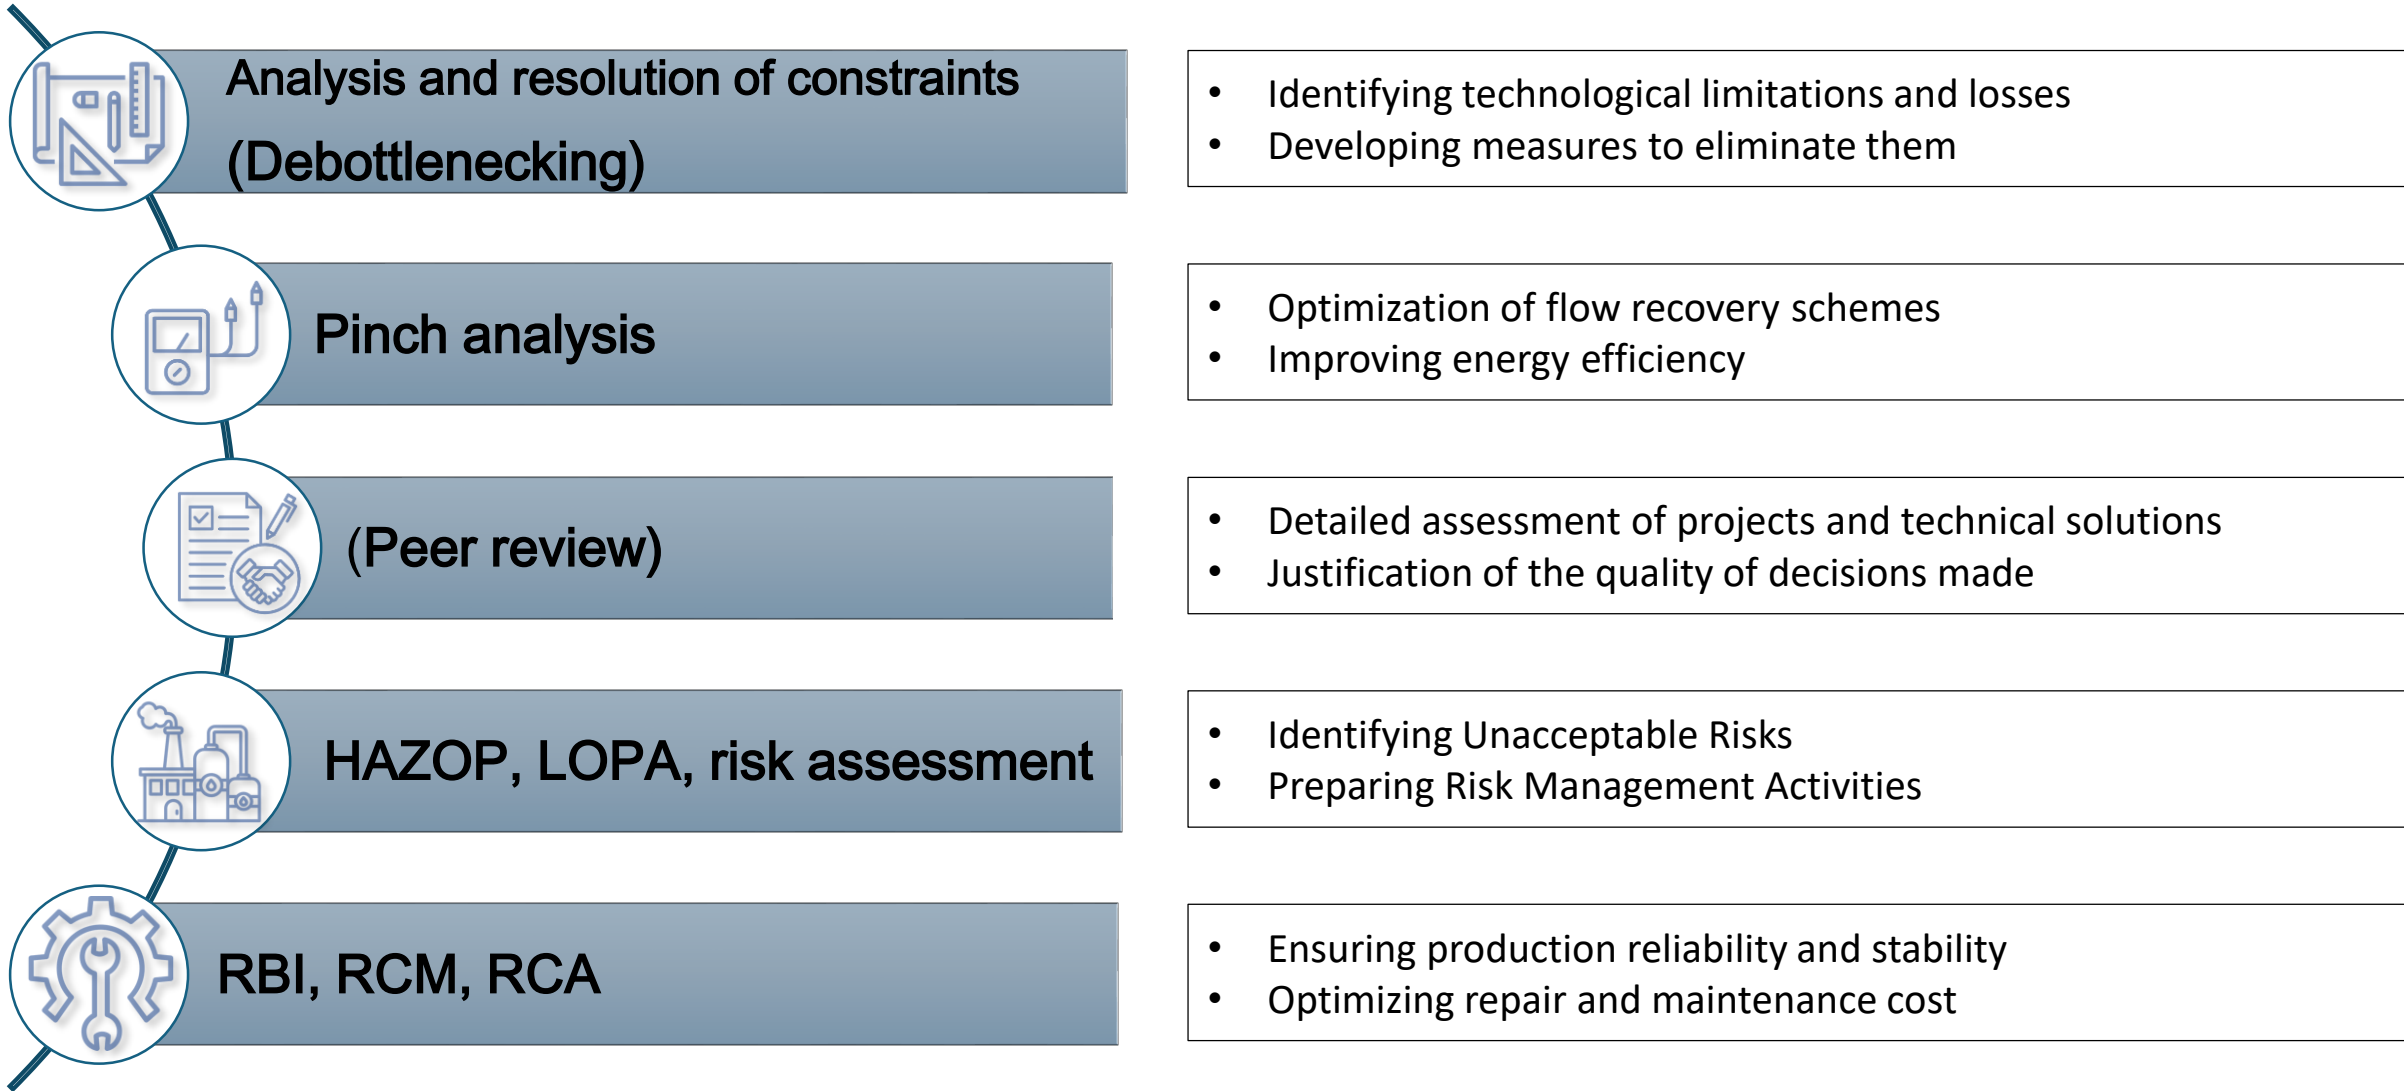 Analysis and resolution of constraints
(Debottlenecking)
• Identifying technological limitations and losses
• Developing measures to eliminate them
Pinch analysis
• Optimization of flow recovery schemes
• Improving energy efficiency
(Peer review)
• Detailed assessment of projects and technical solutions
• Justification of the quality of decisions made
HAZOP, LOPA, risk assessment
• Identifying Unacceptable Risks
• Preparing Risk Management Activities
RBI, RCM, RCA
• Ensuring production reliability and stability
• Optimizing repair and maintenance cost